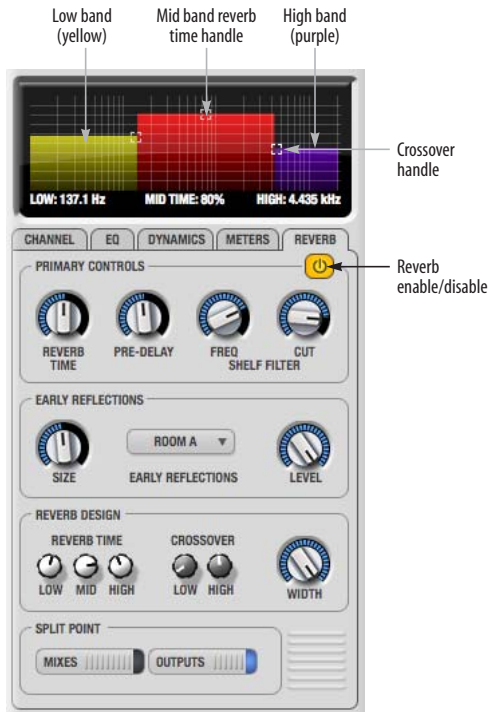 Low band
(yellow)
Mid band reverb
time handle
High band
(purple)
Crossover
handle
LOW: 137.1 Hz MID TIME: 80% HIGH: 4.435 kHz
CHANNEL EQ DYNAMICS METERS REVERB
Reverb
enable/disable
PRIMARY CONTROLS
REVERB
TIME
PRE-DELAY
FREQ CUT
SHELF FILTER
EARLY REFLECTIONS
ROOM A
SIZE EARLY REFLECTIONS LEVEL
REVERB DESIGN
REVERB TIME CROSSOVER
LOW MID HIGH LOW HIGH WIDTH
SPLIT POINT
MIXES OUTPUTS